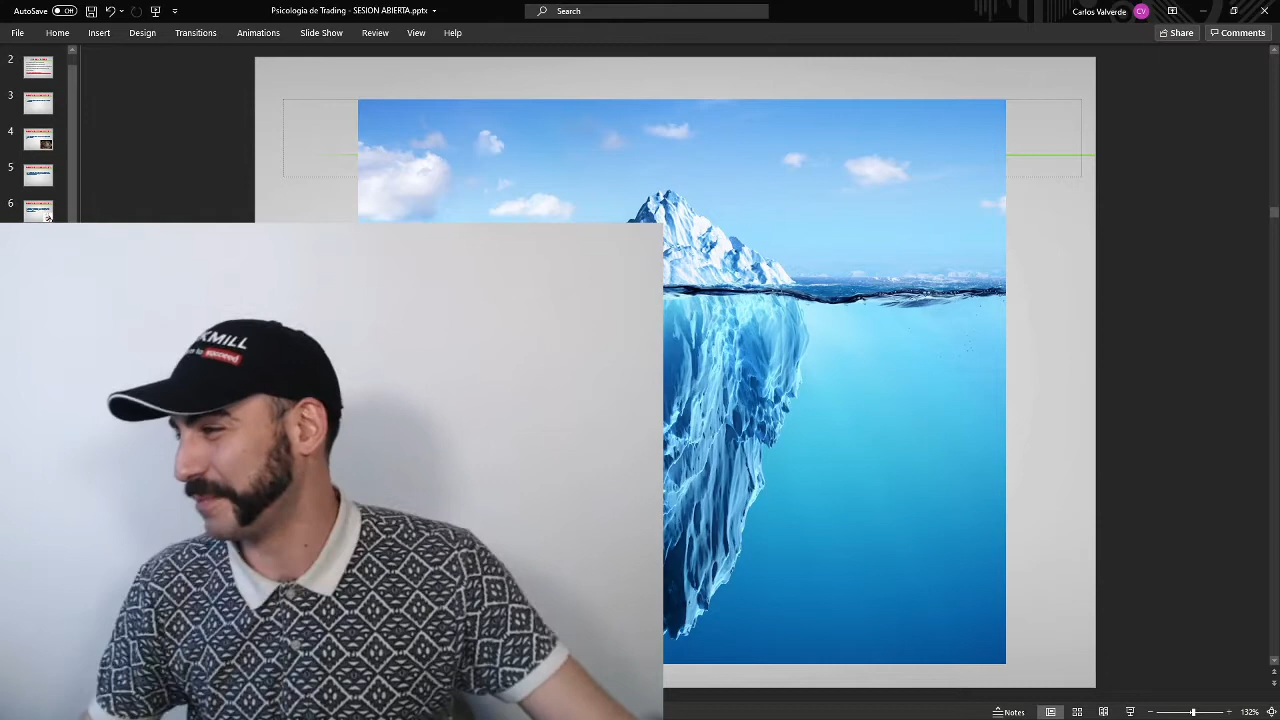 AutoSave Off
Psicologia de Trading - SESION ABIERTA.pptx
Search
Carlos Valverde CV
File Home Insert Design Transitions Animations Slide Show Review View Help
Share Comments
2
3
4
5
6
KMILL
succeed
Notes
132%